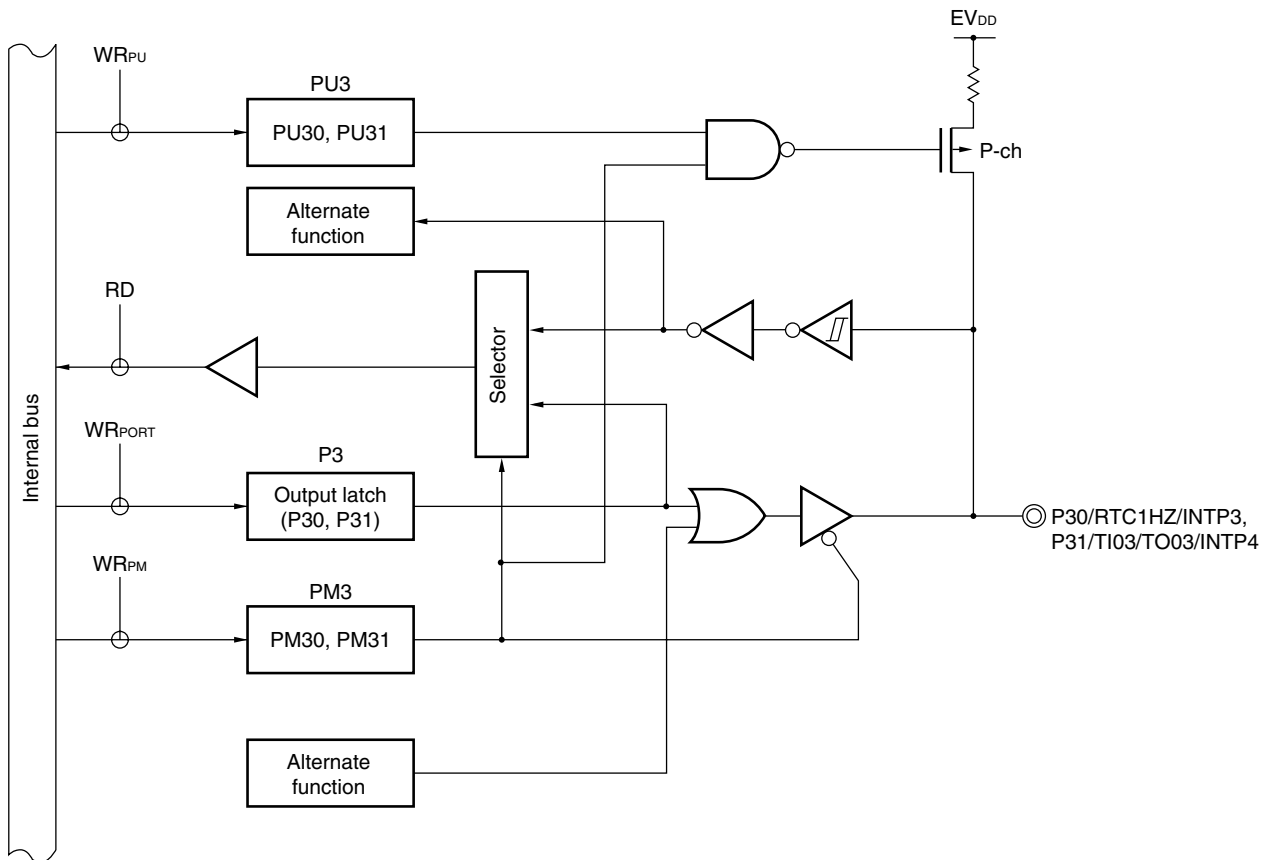 EVDD
WRPU
PU3
PU30, PU31
P-ch
Alternate
function
RD
Selector
Internal bus
WRPORT
P3
Output latch
(P30, P31)
P30/RTC1HZ/INTP3,
P31/TI03/TO03/INTP4
WRPM
PM3
PM30, PM31
Alternate
function